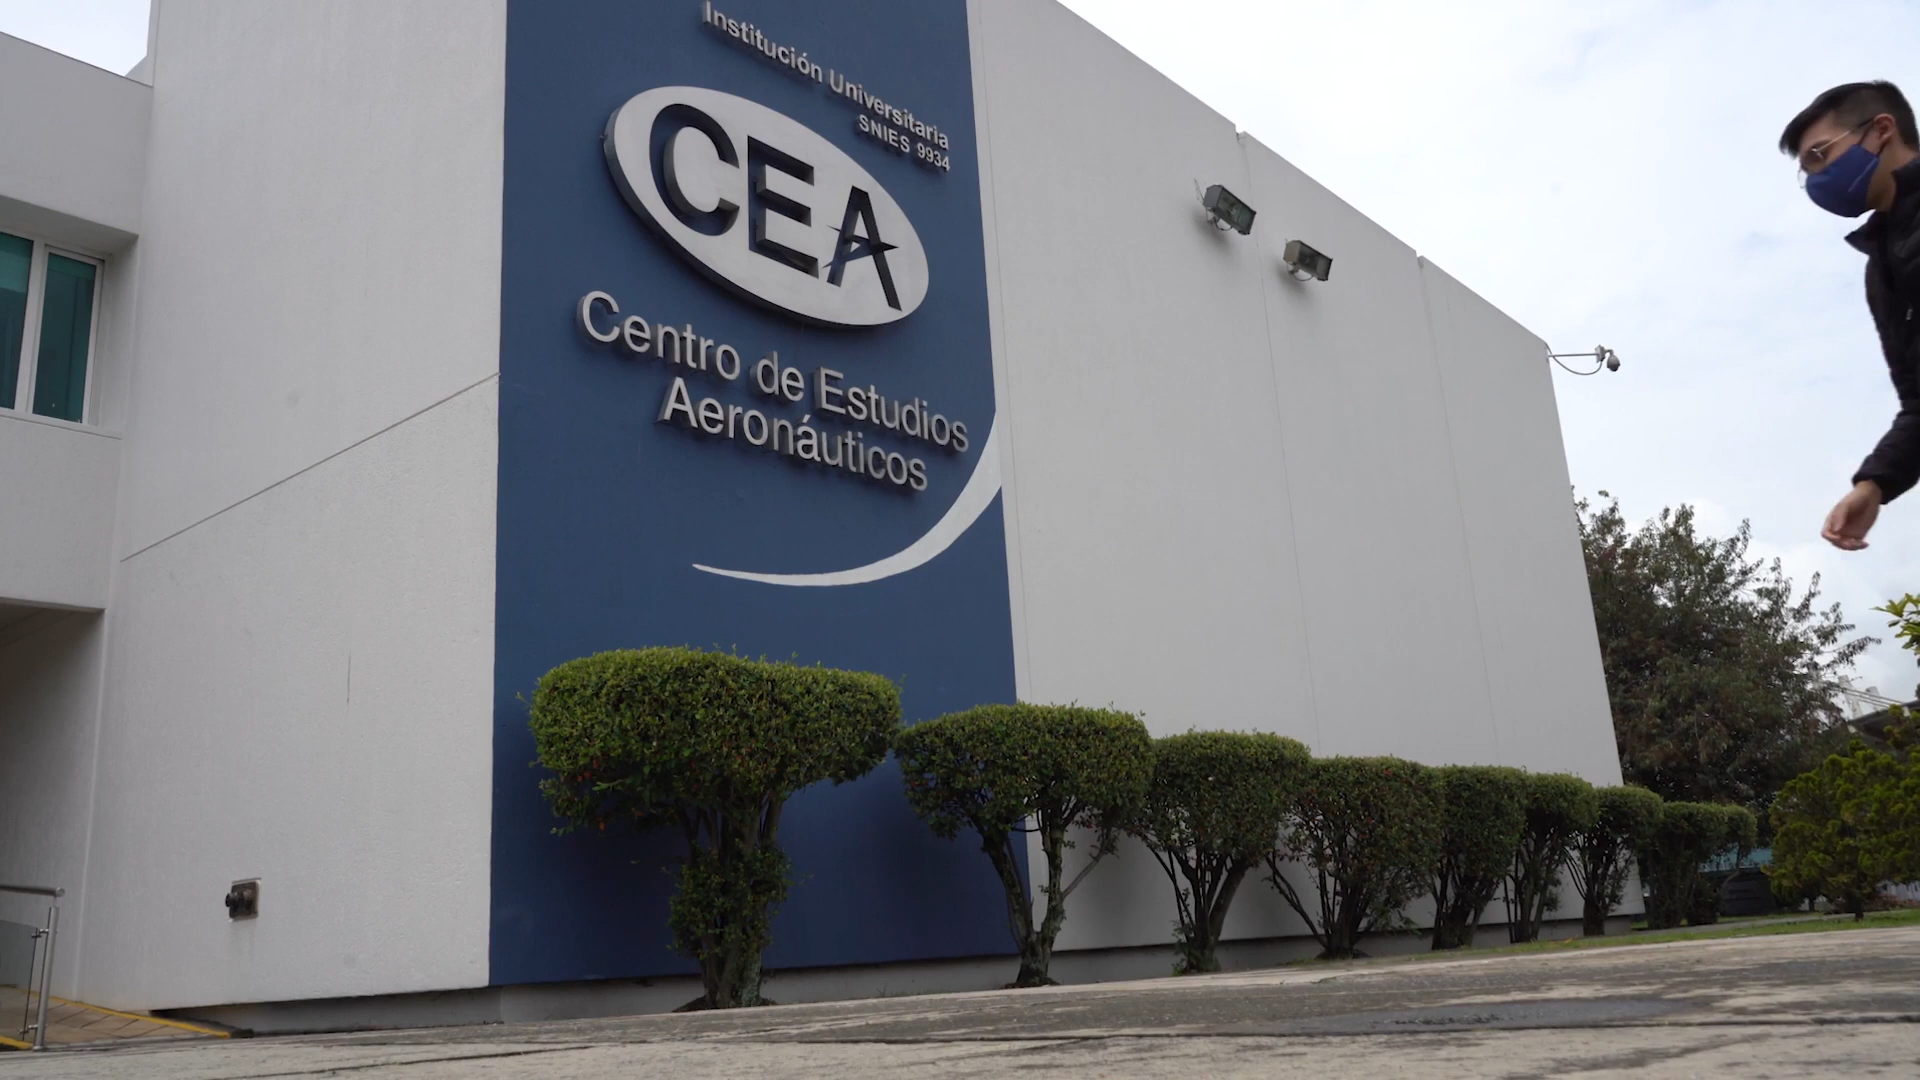 Institución Universitaria
SNIES 9934
CEA
Centro de Estudios
Aeronáuticos